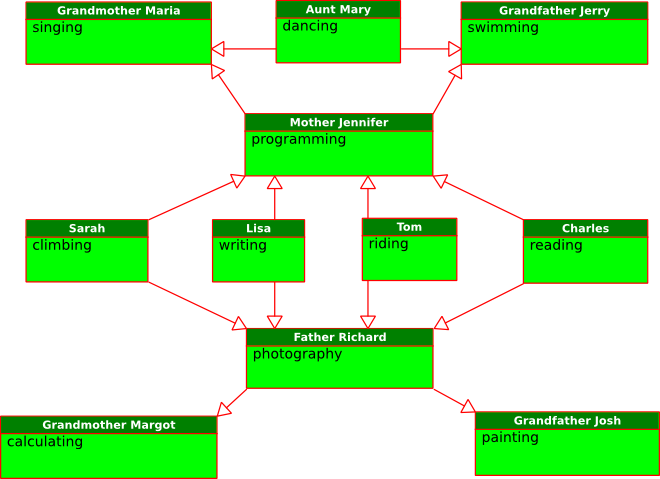 Grandmother Maria
singing
Aunt Mary
dancing
Grandfather Jerry
swimming
Mother Jennifer
programming
Sarah
climbing
Lisa
writing
Tom
riding
Charles
reading
Father Richard
photography
Grandmother Margot
calculating
Grandfather Josh
painting